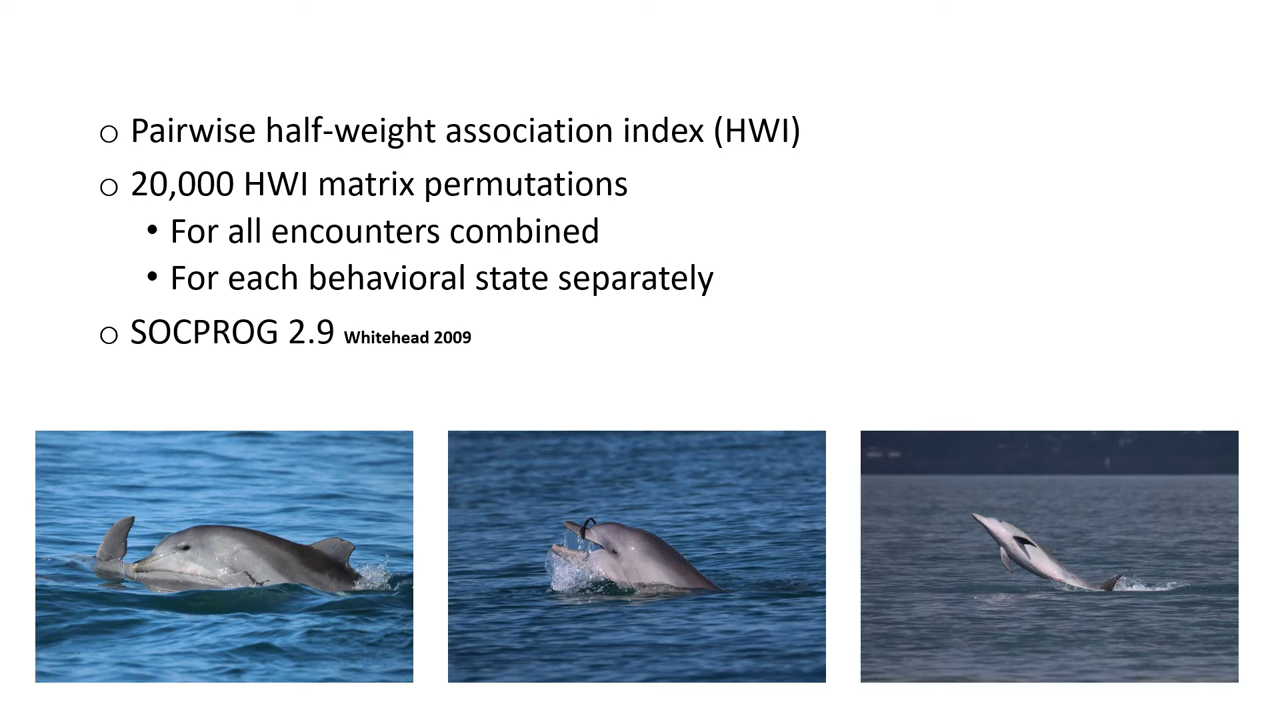 Pairwise half-weight association index (HWI)
20,000 HWI matrix permutations
For all encounters combined
For each behavioral state separately
SOCPROG 2.9 Whitehead 2009